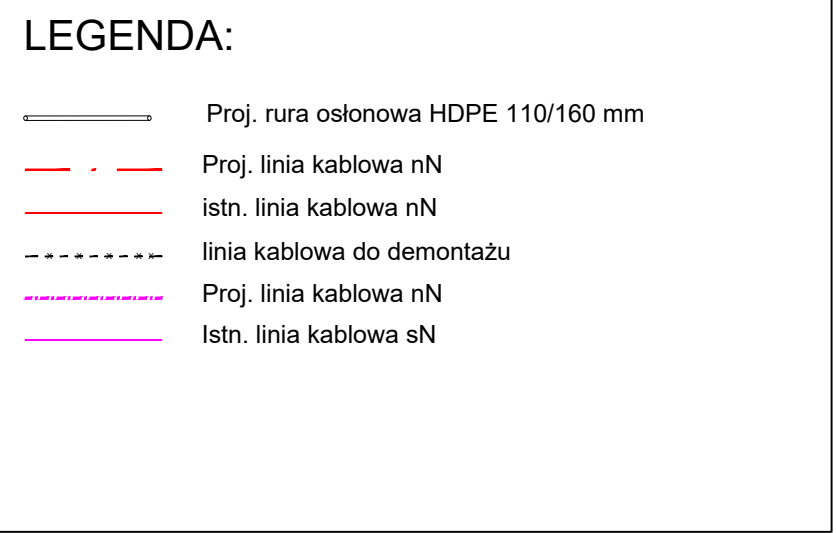 LEGENDA:
Proj. rura osłonowa HDPE 110/160 mm
Proj. linia kablowa nN
istn. linia kablowa nN
linia kablowa do demontażu
Proj. linia kablowa nN
Istn. linia kablowa sN